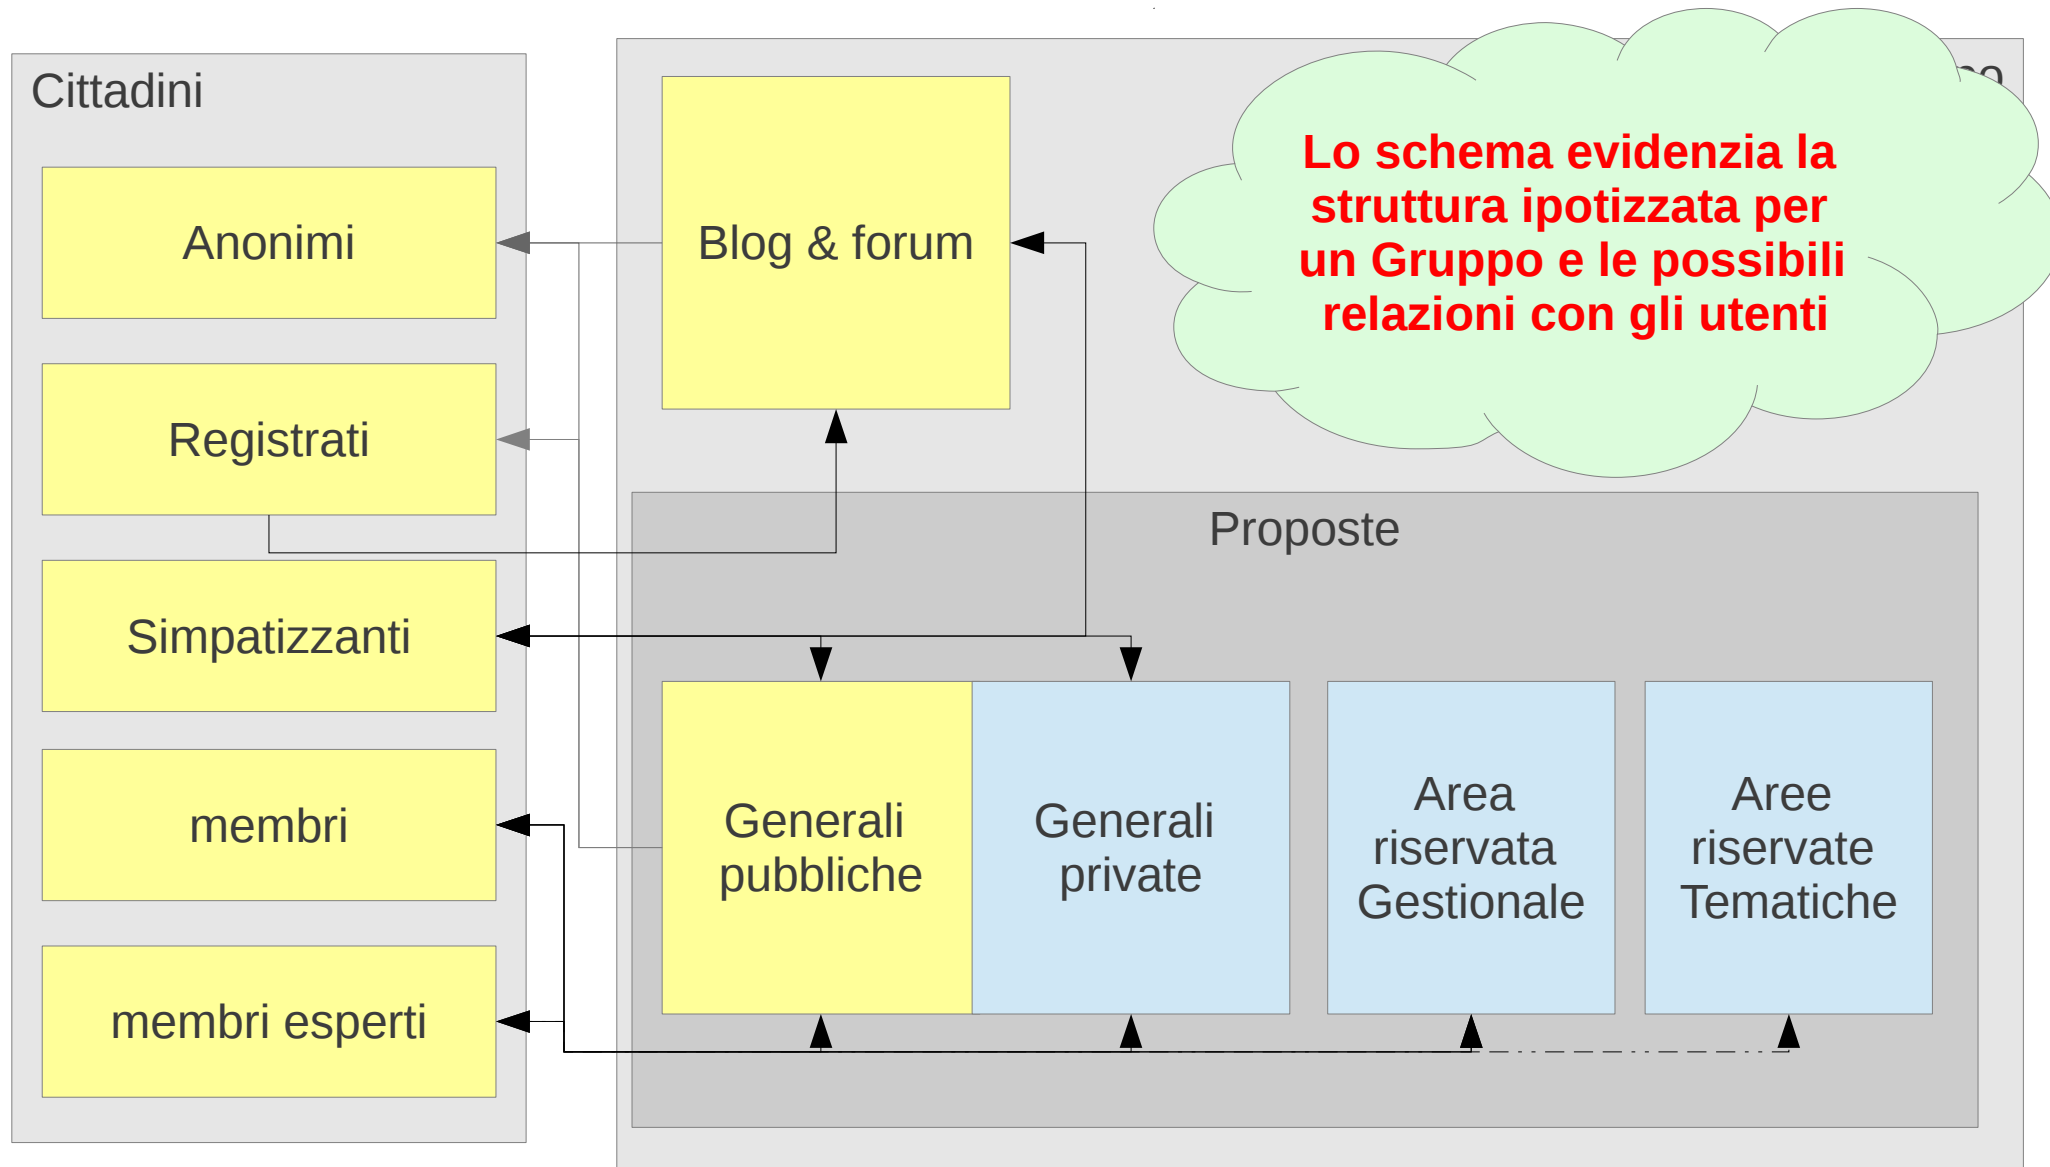 Cittadini
Lo schema evidenzia la
struttura ipotizzata per
un Gruppo e le possibili
relazioni con gli utenti
Anonimi
Blog & forum
Registrati
Proposte
Simpatizzanti
membri
Generali
pubbliche
Generali
private
Area
riservata
Gestionale
Aree
riservate
Tematiche
membri esperti